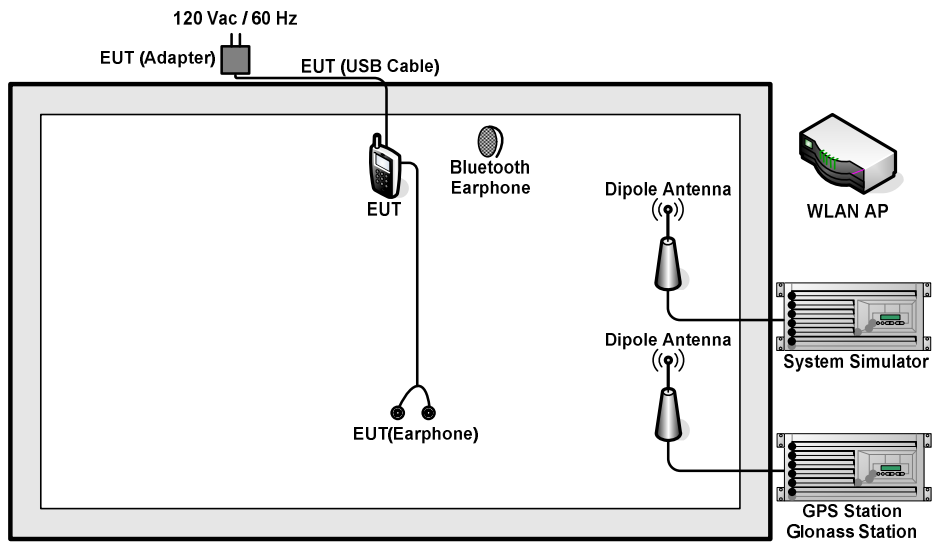 120 Vac / 60 Hz
EUT (Adapter)
EUT (USB Cable)
EUT
Bluetooth
Earphone
Dipole Antenna
WLAN AP
Dipole Antenna
System Simulator
EUT(Earphone)
GPS Station
Glonass Station